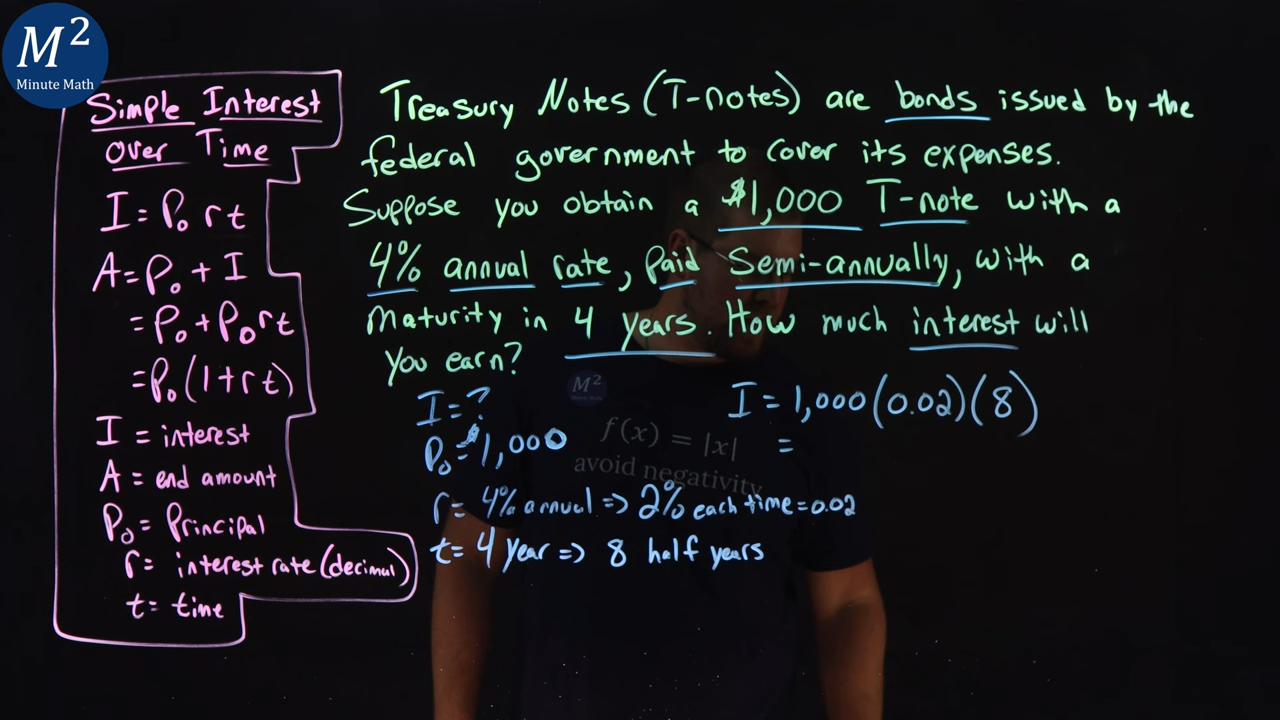 M²
Minute Math
Simple Interest
Over Time
I = P₀ r t
A = P₀ + I
= P₀ + P₀ r t
= P₀ (1 + r t)
I = interest
A = end amount
P₀ = Principal
r = interest rate (decimal)
t = time
Treasury Notes (T-notes) are bonds issued by the
federal government to cover its expenses.
Suppose you obtain a $1,000 T-note with a
4% annual rate, paid Semi-annually, with a
maturity in 4 years. How much interest will
you earn?
I = ?
P₀ = $1,000
r = 4% annual => 2% each time = 0.02
t = 4 year => 8 half years
I = 1,000 (0.02) (8)
=
M²
Minute Math
f(x) = |x|
avoid negativity